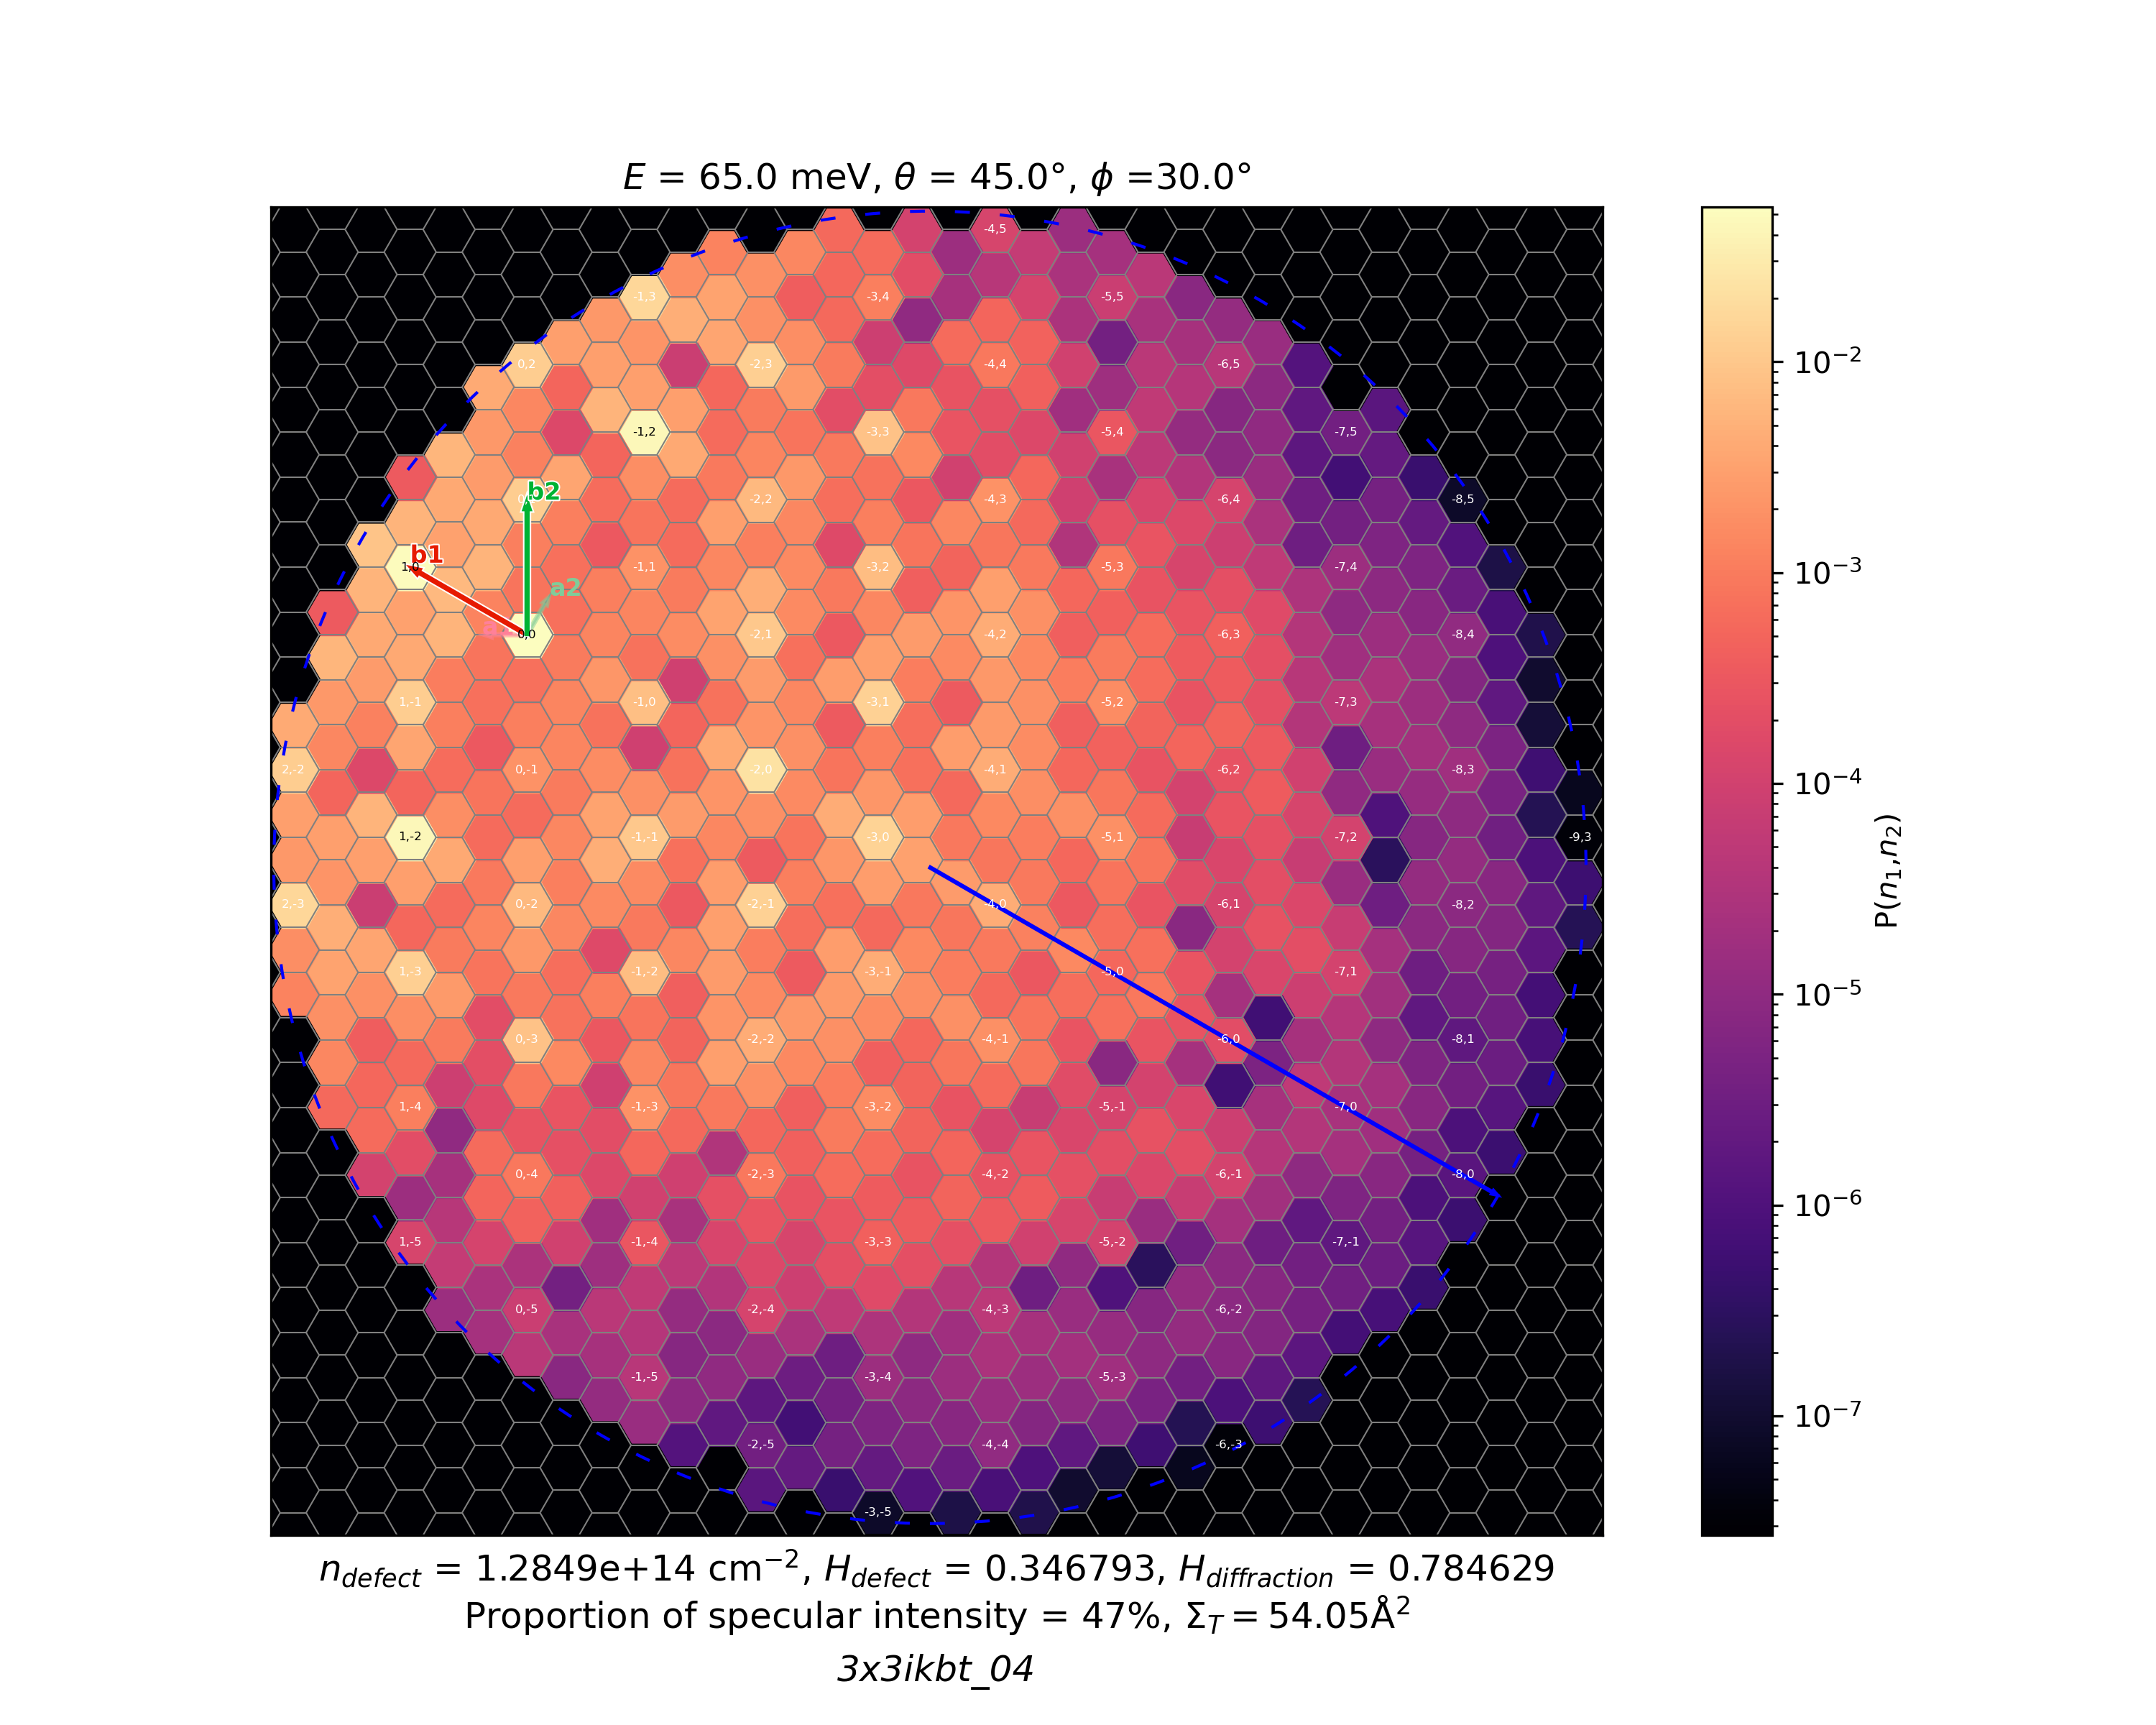 E = 65.0 meV, θ = 45.0°, ϕ =30.0°
-4,5
-1,3 -3,4 -5,5
0,2 -2,3 -4,4 -6,5
-1,2 -3,3 -5,4 -7,5
b2 -2,2 -4,3 -6,4 -8,5
b1 1,0 -1,1 -3,2 -5,3 -7,4
a2
0,0 -2,1 -4,2 -6,3 -8,4
1,-1 -1,0 -3,1 -5,2 -7,3
2,-2 0,-1 -2,0 -4,1 -6,2 -8,3
1,-2 -1,-1 -3,0 -5,1 -7,2 -9,3
2,-3 0,-2 -2,-1 -4,0 -6,1 -8,2
1,-3 -1,-2 -3,-1 -5,0 -7,1
0,-3 -2,-2 -4,-1 -6,0 -8,1
1,-4 -1,-3 -3,-2 -5,-1 -7,0
0,-4 -2,-3 -4,-2 -6,-1 -8,0
1,-5 -1,-4 -3,-3 -5,-2 -7,-1
0,-5 -2,-4 -4,-3 -6,-2
-1,-5 -3,-4 -5,-3
-2,-5 -4,-4 -6,-3
-3,-5
10⁻²
10⁻³
10⁻⁴
10⁻⁵
10⁻⁶
10⁻⁷
P(n₁,n₂)
n_defect = 1.2849e+14 cm⁻², H_defect = 0.346793, H_diffraction = 0.784629
Proportion of specular intensity = 47%, Σ_T = 54.05Å²
3x3ikbt_04